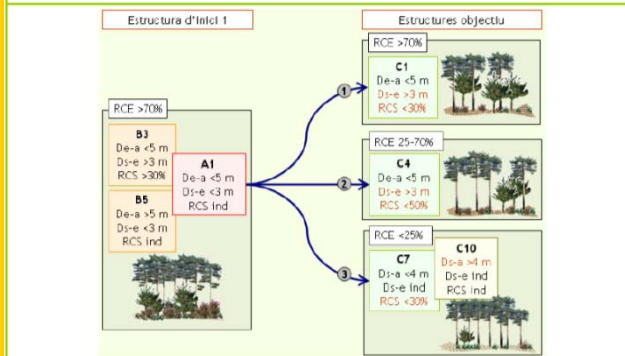 Estructura d'inici 1
RCE >70%
B3
De-a <5 m
Ds-e >3 m
RCS >30%
B5
De-a >5 m
Ds-e <3 m
RCS ind
A1
De-a <5 m
Ds-e <3 m
RCS ind
1
2
3
Estructures objectiu
RCE >70%
C1
De-a <5 m
Ds-e >3 m
RCS <30%
RCE 25-70%
C4
De-a <5 m
Ds-e >3 m
RCS <50%
RCE <25%
C7
Ds-a <4 m
Ds-e ind
RCS <30%
C10
Ds-a >4 m
Ds-e ind
RCS ind